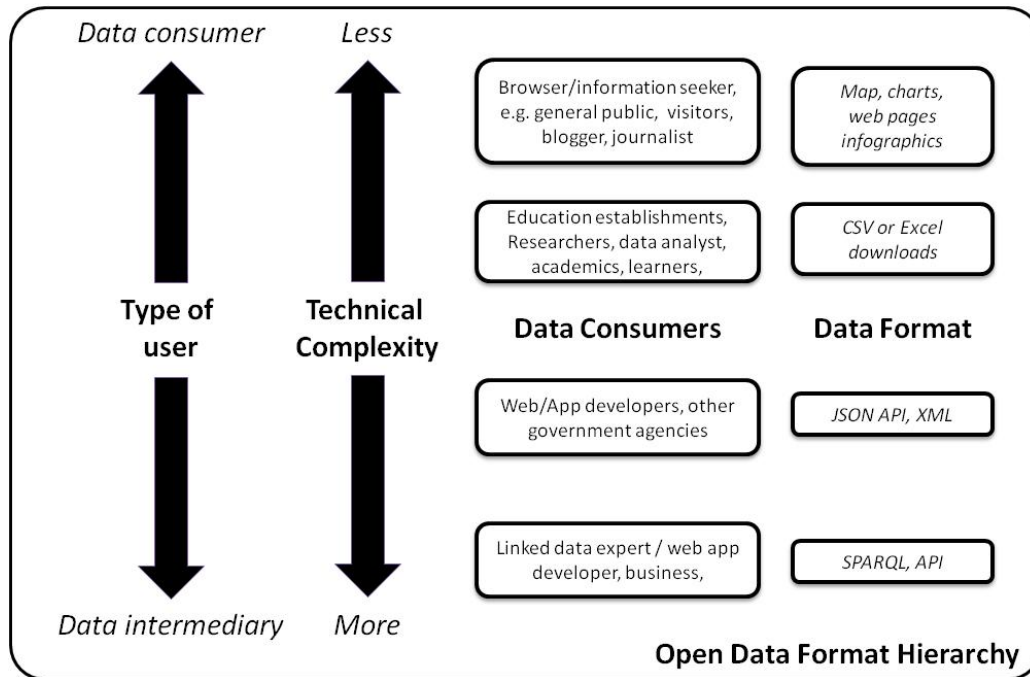 Data consumer
Less
Browser/information seeker,
e.g. general public, visitors,
blogger, journalist
Map, charts,
web pages
infographics
Education establishments,
Researchers, data analyst,
academics, learners,
CSV or Excel
downloads
Type of
user
Technical
Complexity
Data Consumers
Data Format
Web/App developers, other
government agencies
JSON API, XML
Linked data expert / web app
developer, business,
SPARQL, API
Data intermediary
More
Open Data Format Hierarchy